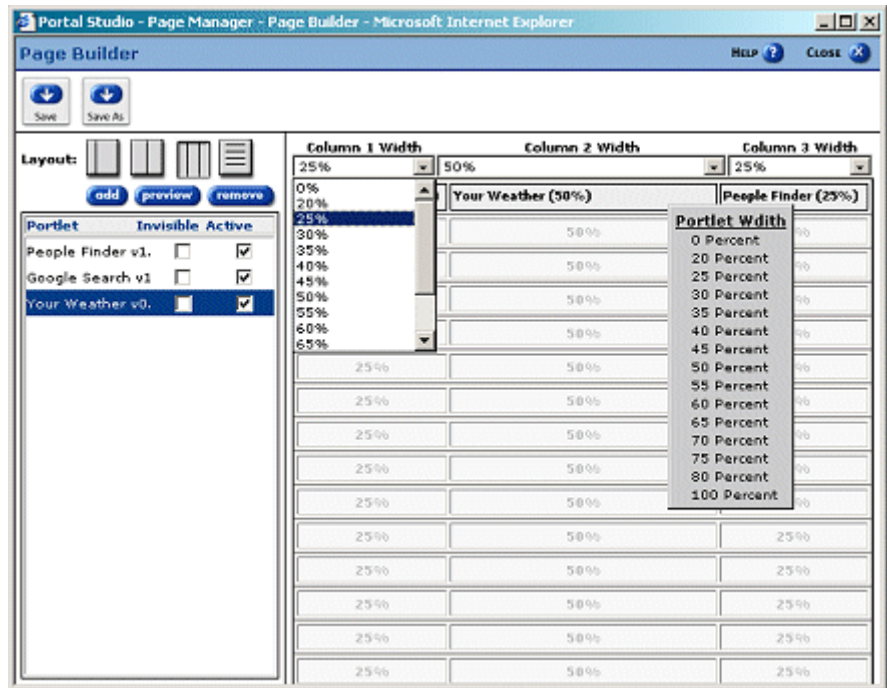 Portal Studio - Page Manager - Page Builder - Microsoft Internet Explorer
Page Builder
HELP ?
CLOSE X
Save
Save As
Layout:
add preview remove
Portlet Invisible Active
People Finder v1.
Google Search v1
Your Weather v0.
Column 1 Width Column 2 Width Column 3 Width
25% 50% 25%
Your Weather (50%) People Finder (25%)
0%
20%
25%
30%
35%
40%
45%
50%
55%
60%
65%
50%
50%
50%
50%
Portlet Wdith
0 Percent
20 Percent
25 Percent
30 Percent
35 Percent
40 Percent
45 Percent
50 Percent
55 Percent
60 Percent
65 Percent
70 Percent
75 Percent
80 Percent
100 Percent
25% 50%
25% 50%
25% 50%
25% 50%
25% 50%
25% 50% 25%
25% 50% 25%
25% 50% 25%
25% 50% 25%
25% 50% 25%